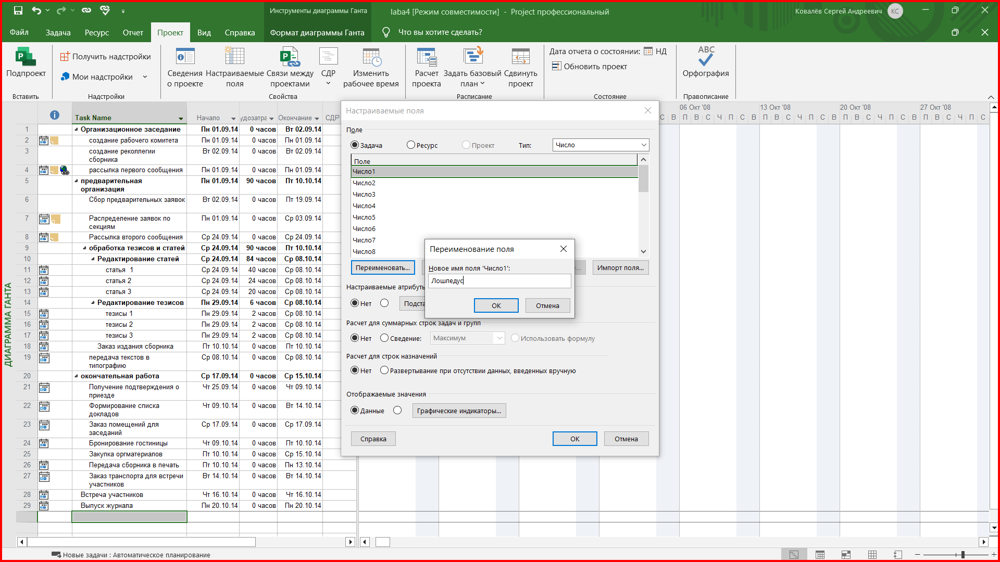 Инструменты диаграммы Ганта
laba4 [Режим совместимости] - Project профессиональный
Ковалёв Сергей Андреевич КС
Файл Задача Ресурс Отчет Проект Вид Справка Формат диаграммы Ганта Что вы хотите сделать?
Подпроект
Вставить
Получить надстройки
Мои надстройки
Надстройки
Сведения о проекте
Настраиваемые поля
Связи между проектами
СДР
Изменить рабочее время
Свойства
Расчет проекта
Задать базовый план
Сдвинуть проект
Расписание
Дата отчета о состоянии: НД
Обновить проект
Состояние
ABC
Орфография
Правописание
ДИАГРАММА ГАНТА
Task Name Начало удозатра Окончание СДР
1 Организационное заседание Пн 01.09.14 0 часов Вт 02.09.14
2 создание рабочего комитета Пн 01.09.14 0 часов Пн 01.09.14
3 создание реколлегии сборника Вт 02.09.14 0 часов Вт 02.09.14
4 рассылка первого сообщения Пн 01.09.14 0 часов Пн 01.09.14
5 предварительная организация Пн 01.09.14 90 часов Пт 10.10.14
6 Сбор предварительных заявок Вт 02.09.14 0 часов Пт 19.09.14
7 Распределение заявок по секциям Пн 01.09.14 0 часов Ср 03.09.14
8 Рассылка второго сообщения Ср 24.09.14 0 часов Ср 24.09.14
9 обработка тезисов и статей Ср 24.09.14 90 часов Пт 10.10.14
10 Редактирование статей Ср 24.09.14 84 часов Ср 08.10.14
11 статья 1 Ср 24.09.14 40 часов Ср 08.10.14
12 статья 2 Ср 24.09.14 24 часов Ср 08.10.14
13 статья 3 Ср 24.09.14 20 часов Ср 08.10.14
14 Редактирование тезисов Пн 29.09.14 6 часов Ср 08.10.14
15 тезисы 1 Пн 29.09.14 2 часов Ср 08.10.14
16 тезисы 2 Пн 29.09.14 2 часов Ср 08.10.14
17 тезисы 3 Пн 29.09.14 2 часов Ср 08.10.14
18 Заказ издания сборника Пт 10.10.14 0 часов Пт 10.10.14
19 передача текстов в типографию Ср 08.10.14 0 часов Ср 08.10.14
20 окончательная работа Ср 17.09.14 0 часов Ср 15.10.14
21 Получение подтверждения о приезде Чт 25.09.14 0 часов Чт 09.10.14
22 Формирование списка докладов Чт 09.10.14 0 часов Вт 14.10.14
23 Заказ помещений для заседаний Ср 17.09.14 0 часов Ср 17.09.14
24 Бронирование гостиницы Чт 09.10.14 0 часов Пт 10.10.14
25 Закупка оргматериалов Пт 10.10.14 0 часов Ср 15.10.14
26 Передача сборника в печать Пт 10.10.14 0 часов Пн 13.10.14
27 Заказ транспорта для встречи участников Вт 14.10.14 0 часов Вт 14.10.14
28 Встреча участников Чт 16.10.14 0 часов Чт 16.10.14
29 Выпуск журнала Пн 20.10.14 0 часов Пн 20.10.14
06 Окт '08 13 Окт '08 20 Окт '08 27 Окт '08
С В П В С Ч П С В П В С Ч П С В П В С Ч П С В П В С Ч П С
Настраиваемые поля
Поле
Задача Ресурс Проект Тип: Число
Поле
Число1
Число2
Число3
Число4
Число5
Число6
Число7
Число8
Переименовать... е... Импорт поля...
Переименование поля
Новое имя поля 'Число1':
Лошпедус
ОК Отмена
Настраиваемые атрибуты
Нет Подста
Расчет для суммарных строк задач и групп
Нет Сведение: Максимум Использовать формулу
Расчет для строк назначений
Нет Развертывание при отсутствии данных, введенных вручную
Отображаемые значения
Данные Графические индикаторы...
Справка ОК Отмена
Новые задачи : Автоматическое планирование